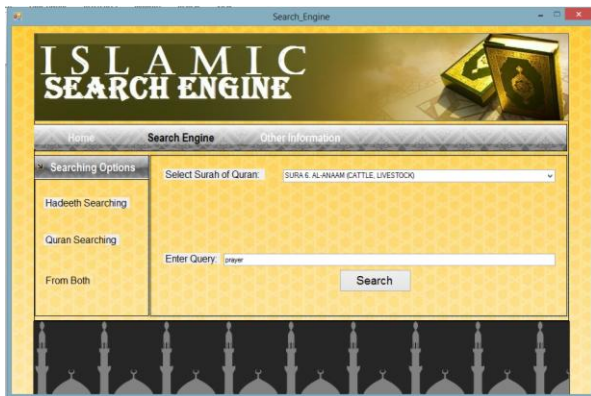 Search_Engine
ISLAMIC
SEARCH ENGINE
Home Search Engine Other Information
Searching Options
Select Surah of Quran: SURA 6. AL-ANAAM (CATTLE, LIVESTOCK)
Hadeeth Searching
Quran Searching
Enter Query: prayer
From Both Search